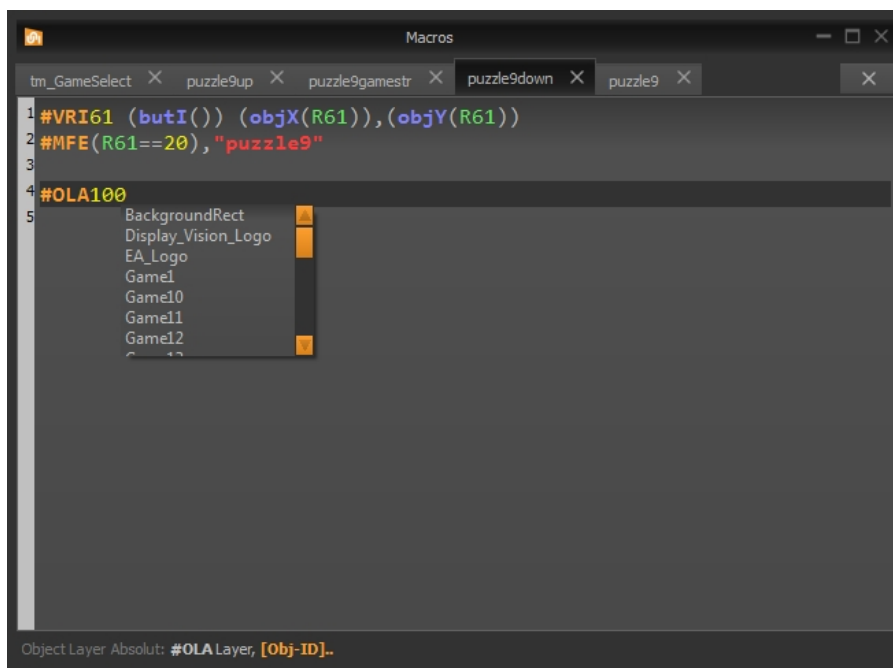 Macros
tm_GameSelect puzzle9up puzzle9gamestr puzzle9down puzzle9
1 #VRI61 (butI()) (objX(R61)),(objY(R61))
2 #MFE(R61==20),"puzzle9"
3
4 #OLA100
5 BackgroundRect
Display_Vision_Logo
EA_Logo
Game1
Game10
Game11
Game12
Object Layer Absolut: #OLA Layer, [Obj-ID]..